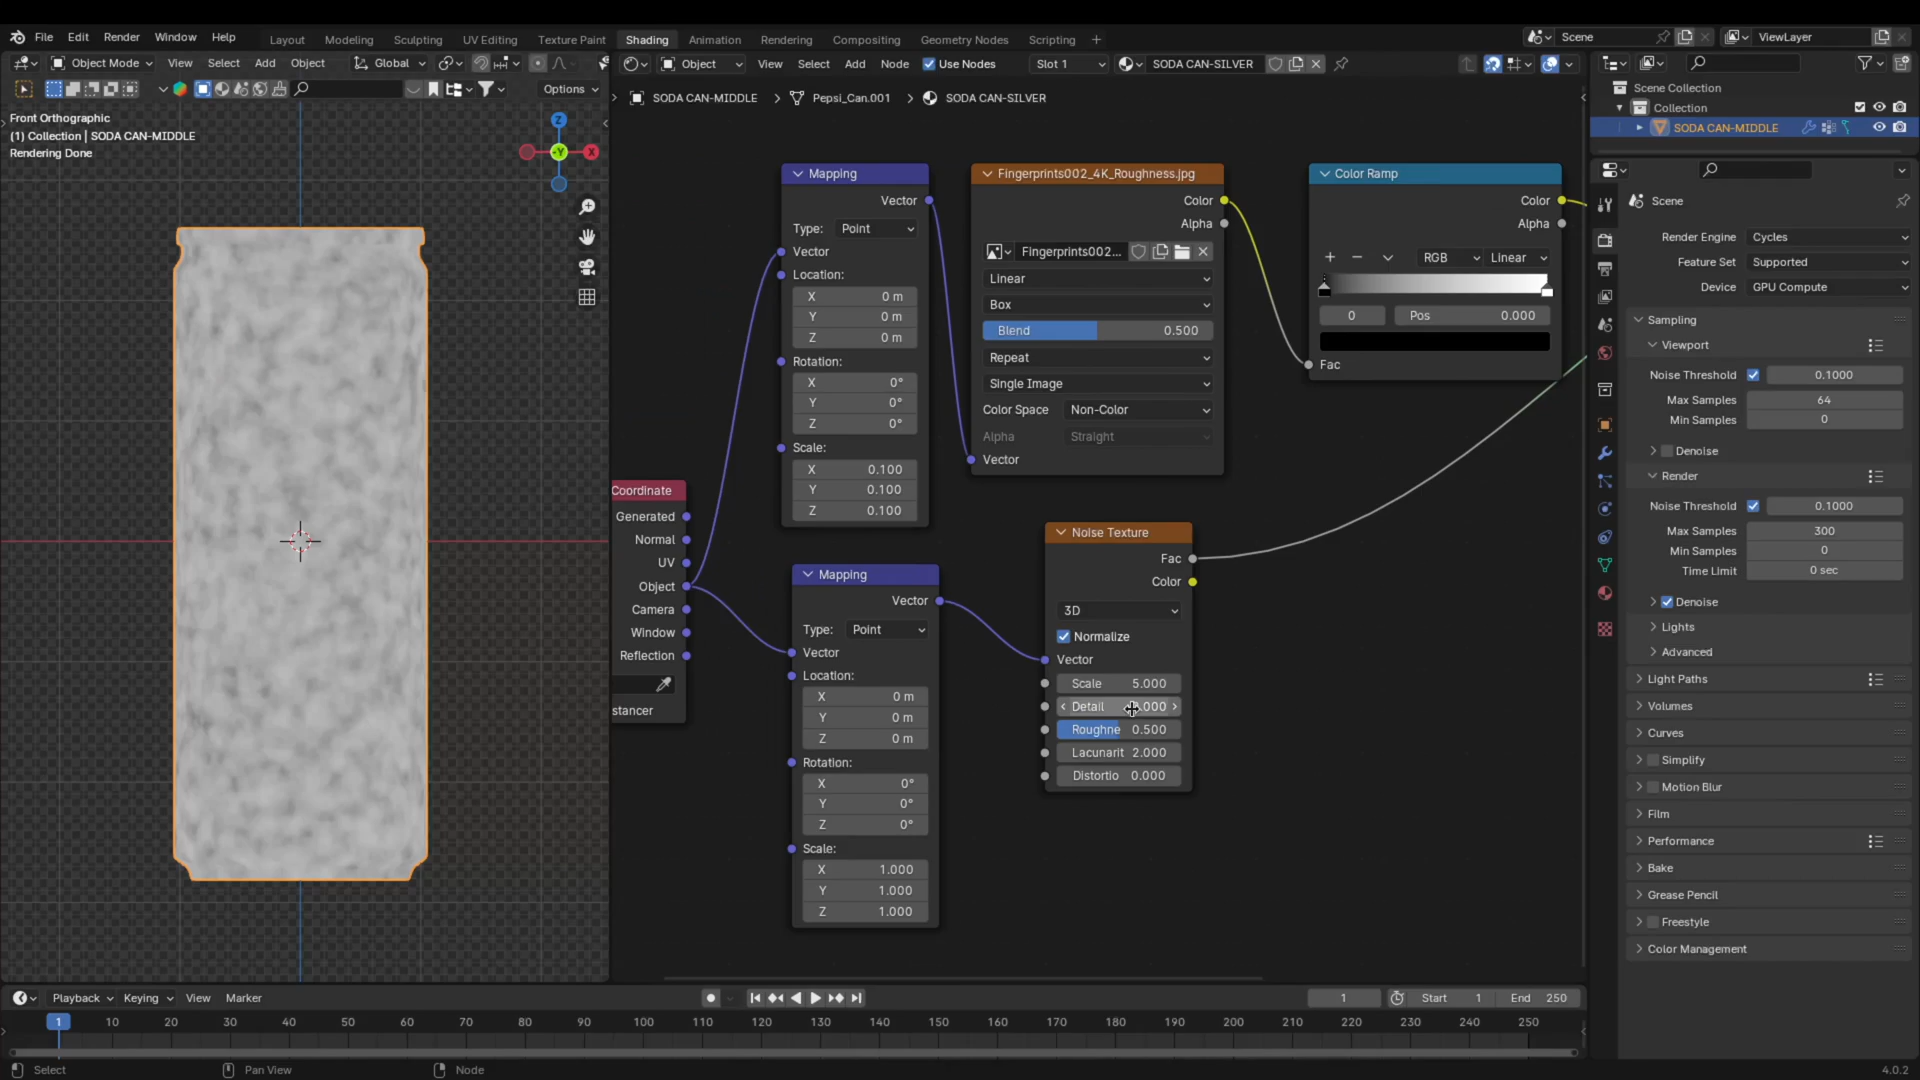 File Edit Render Window Help Layout Modeling Sculpting UV Editing Texture Paint Shading Animation Rendering Compositing Geometry Nodes Scripting + Scene ViewLayer
Object Mode View Select Add Object Global Object View Select Add Node Use Nodes Slot 1 SODA CAN-SILVER
Options
SODA CAN-MIDDLE > Pepsi_Can.001 > SODA CAN-SILVER
Front Orthographic
(1) Collection | SODA CAN-MIDDLE
Rendering Done
Z
-Y
X
Mapping
Vector
Type: Point
Vector
Location:
X 0 m
Y 0 m
Z 0 m
Rotation:
X 0°
Y 0°
Z 0°
Scale:
X 0.100
Y 0.100
Z 0.100
Fingerprints002_4K_Roughness.jpg
Color
Alpha
Fingerprints002...
Linear
Box
Blend 0.500
Repeat
Single Image
Color Space Non-Color
Alpha Straight
Vector
Color Ramp
Color
Alpha
RGB Linear
0 Pos 0.000
Fac
Coordinate
Generated
Normal
UV
Object
Camera
Window
Reflection
stancer
Mapping
Vector
Type: Point
Vector
Location:
X 0 m
Y 0 m
Z 0 m
Rotation:
X 0°
Y 0°
Z 0°
Scale:
X 1.000
Y 1.000
Z 1.000
Noise Texture
Fac
Color
3D
Normalize
Vector
Scale 5.000
Detail .000
Roughne 0.500
Lacunarit 2.000
Distortio 0.000
Scene Collection
Collection
SODA CAN-MIDDLE
Scene
Render Engine Cycles
Feature Set Supported
Device GPU Compute
Sampling
Viewport
Noise Threshold 0.1000
Max Samples 64
Min Samples 0
Denoise
Render
Noise Threshold 0.1000
Max Samples 300
Min Samples 0
Time Limit 0 sec
Denoise
Lights
Advanced
Light Paths
Volumes
Curves
Simplify
Motion Blur
Film
Performance
Bake
Grease Pencil
Freestyle
Color Management
Playback Keying View Marker 1 Start 1 End 250
1 10 20 30 40 50 60 70 80 90 100 110 120 130 140 150 160 170 180 190 200 210 220 230 240 250
Select Pan View Node 4.0.2